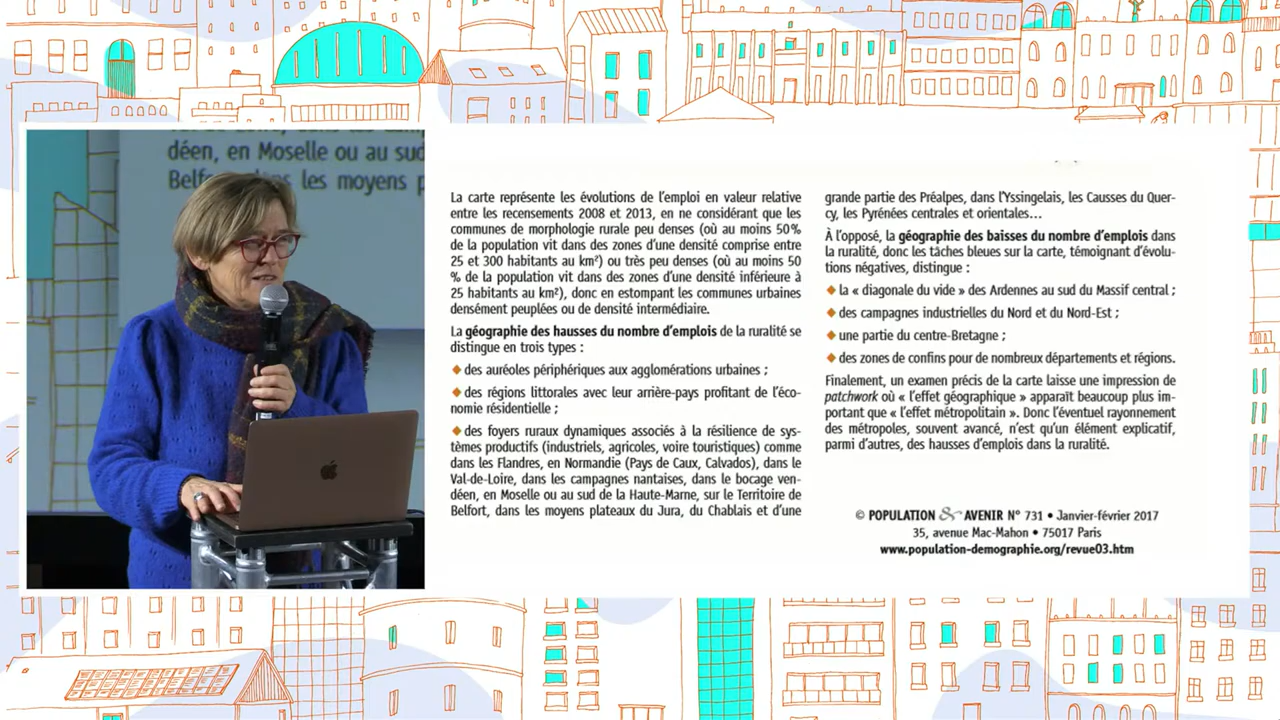 déen, en Moselle ou au sud
les moyens p
La carte représente les évolutions de l'emploi en valeur relative
entre les recensements 2008 et 2013, en ne considérant que les
communes de morphologie rurale peu denses (où au moins 50%
de la population vit dans des zones d'une densité comprise entre
25 et 300 habitants au km²) ou très peu denses (où au moins 50
% de la population vit dans des zones d'une densité inférieure à
25 habitants au km²), donc en estompant les communes urbaines
densément peuplées ou de densité intermédiaire.
La géographie des hausses du nombre d'emplois de la ruralité se
distingue en trois types :
◆ des auréoles périphériques aux agglomérations urbaines ;
◆ des régions littorales avec leur arrière-pays profitant de l'éco-
nomie résidentielle ;
◆ des foyers ruraux dynamiques associés à la résilience de sys-
tèmes productifs (industriels, agricoles, voire touristiques) comme
dans les Flandres, en Normandie (Pays de Caux, Calvados), dans le
Val-de-Loire, dans les campagnes nantaises, dans le bocage ven-
déen, en Moselle ou au sud de la Haute-Marne, sur le Territoire de
Belfort, dans les moyens plateaux du Jura, du Chablais et d'une
grande partie des Préalpes, dans l'Yssingelais, les Causses du Quer-
cy, les Pyrénées centrales et orientales...
À l'opposé, la géographie des baisses du nombre d'emplois dans
la ruralité, donc les tâches bleues sur la carte, témoignant d'évolu-
tions négatives, distingue :
◆ la « diagonale du vide » des Ardennes au sud du Massif central ;
◆ des campagnes industrielles du Nord et du Nord-Est ;
◆ une partie du centre-Bretagne ;
◆ des zones de confins pour de nombreux départements et régions.
Finalement, un examen précis de la carte laisse une impression de
patchwork où « l'effet géographique » apparaît beaucoup plus im-
portant que « l'effet métropolitain ». Donc l'éventuel rayonnement
des métropoles, souvent avancé, n'est qu'un élément explicatif,
parmi d'autres, des hausses d'emplois dans la ruralité.
© POPULATION & AVENIR N° 731 • Janvier-février 2017
35, avenue Mac-Mahon • 75017 Paris
www.population-demographie.org/revue03.htm